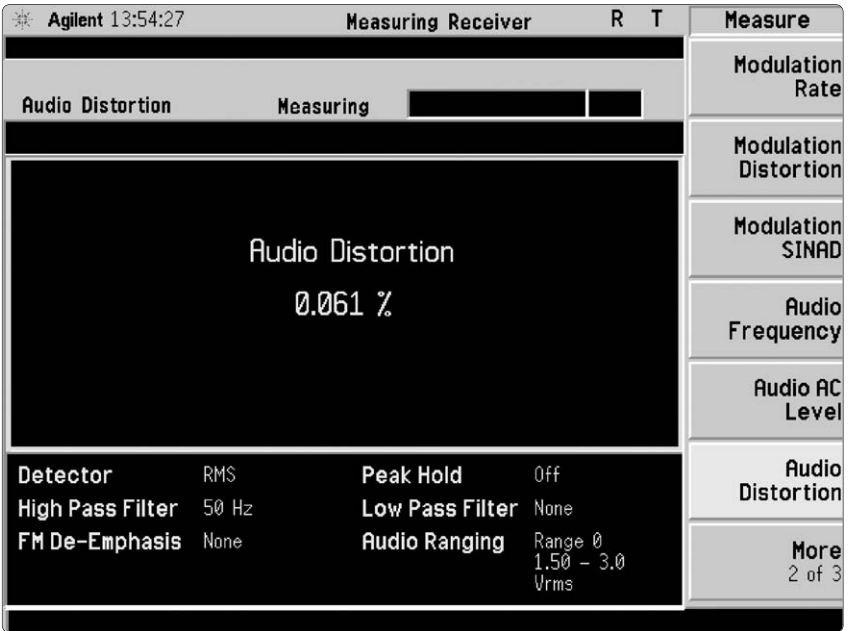 Agilent 13:54:27 Measuring Receiver R T
Audio Distortion Measuring
Audio Distortion
0.061 %
Detector RMS Peak Hold Off
High Pass Filter 50 Hz Low Pass Filter None
FM De-Emphasis None Audio Ranging Range 0
1.50 – 3.0
Vrms
Measure
Modulation
Rate
Modulation
Distortion
Modulation
SINAD
Audio
Frequency
Audio AC
Level
Audio
Distortion
More
2 of 3